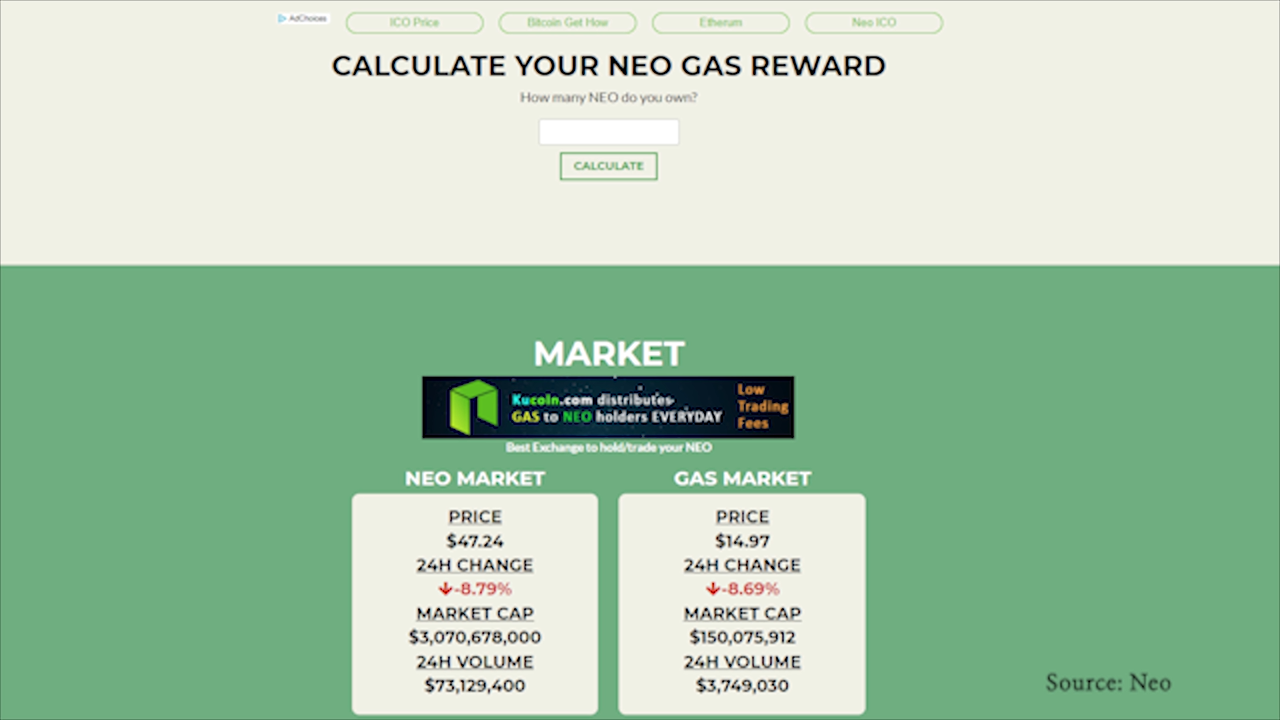 AdChoices
ICO Price
Bitcoin Get How
Etherum
Neo ICO
CALCULATE YOUR NEO GAS REWARD
How many NEO do you own?
CALCULATE
MARKET
Kucoin.com distributes
GAS to NEO holders EVERYDAY
Low
Trading
Fees
Best Exchange to hold/trade your NEO
NEO MARKET
PRICE
$47.24
24H CHANGE
-8.79%
MARKET CAP
$3,070,678,000
24H VOLUME
$73,129,400
GAS MARKET
PRICE
$14.97
24H CHANGE
-8.69%
MARKET CAP
$150,075,912
24H VOLUME
$3,749,030
Source: Neo